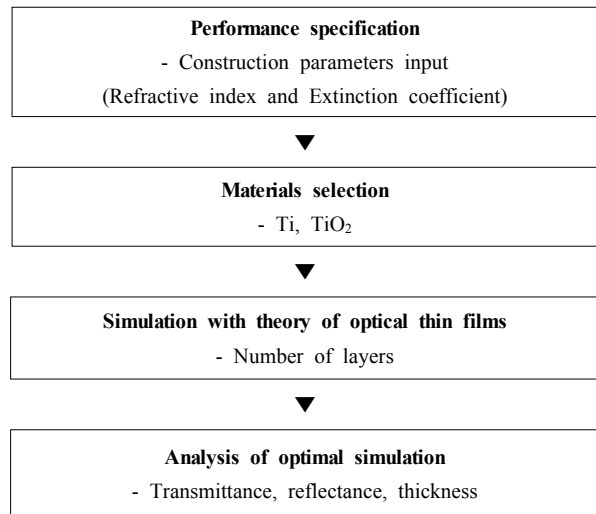 Performance specification
- Construction parameters input
(Refractive index and Extinction coefficient)
Materials selection
- Ti, TiO₂
Simulation with theory of optical thin films
- Number of layers
Analysis of optimal simulation
- Transmittance, reflectance, thickness